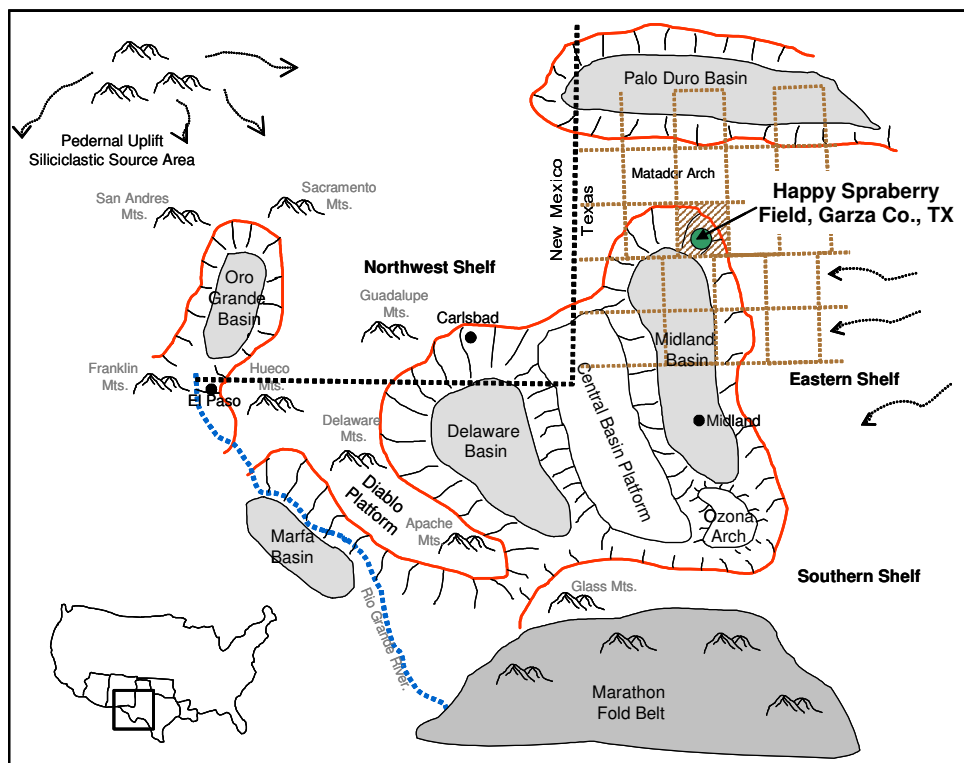 Palo Duro Basin
Pedernal Uplift
Siliciclastic Source Area
New Mexico
Texas
Matador Arch
Happy Spraberry
Field, Garza Co., TX
San Andres
Mts.
Sacramento
Mts.
Oro
Grande
Basin
Northwest Shelf
Guadalupe
Mts.
Carlsbad
Midland
Basin
Franklin
Mts.
Hueco
Mts.
El Paso
Central Basin Platform
Eastern Shelf
Delaware
Mts.
Delaware
Basin
Midland
Diablo
Platform
Apache
Mts.
Ozona
Arch
Marfa
Basin
Southern Shelf
Glass Mts.
Rio Grande River.
Marathon
Fold Belt